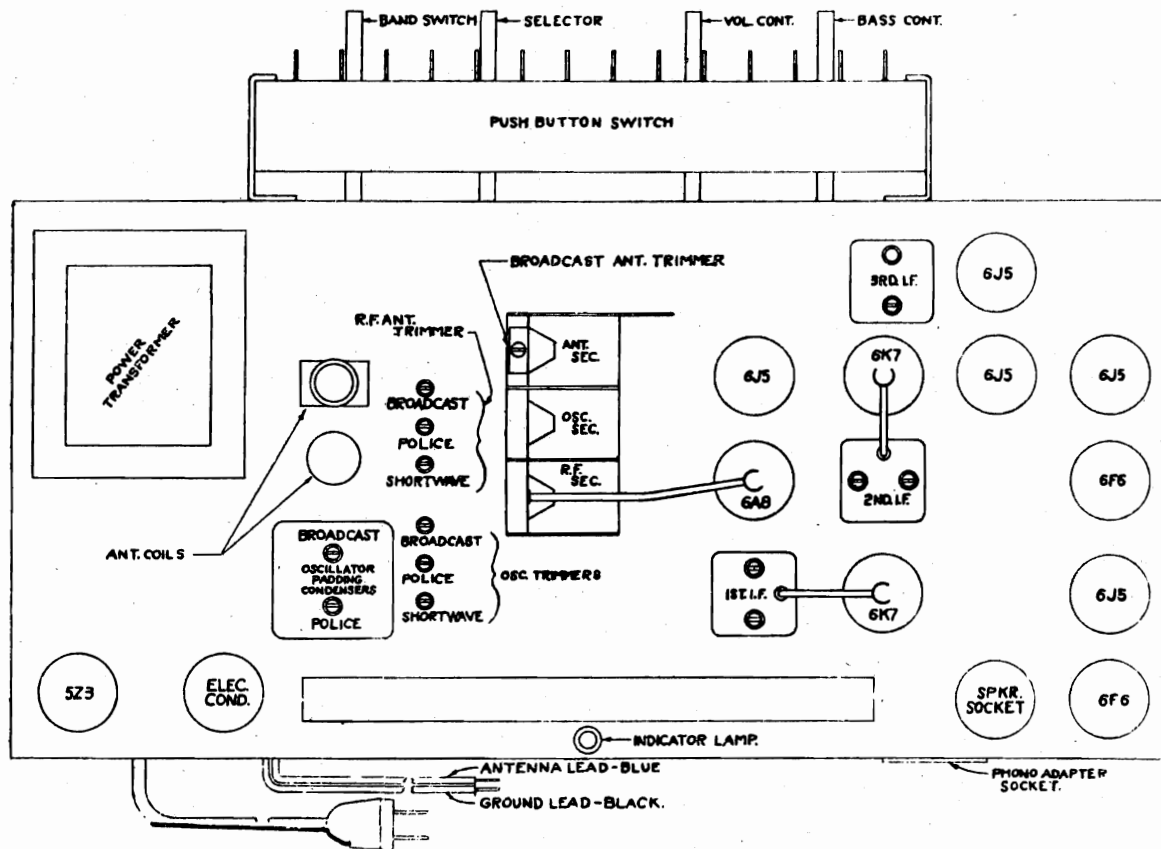 BAND SWITCH
SELECTOR
VOL. CONT.
BASS CONT.
PUSH BUTTON SWITCH
BROADCAST ANT. TRIMMER
R.F. ANT.
TRIMMER
POWER
TRANSFORMER
ANT.
SEC.
OSC.
SEC.
R.F.
SEC.
BROADCAST
POLICE
SHORTWAVE
3RD. I.F.
6J5
6J5
6K7
6J5
6J5
6A8
2ND. I.F.
6F6
ANT. COILS
BROADCAST
OSCILLATOR
PADDING
CONDENSERS
POLICE
BROADCAST
POLICE
SHORTWAVE
OSC. TRIMMERS
1ST. I.F.
6K7
6J5
5Z3
ELEC.
COND.
SPKR.
SOCKET
6F6
INDICATOR LAMP.
ANTENNA LEAD-BLUE
GROUND LEAD-BLACK.
PHONO ADAPTER
SOCKET.